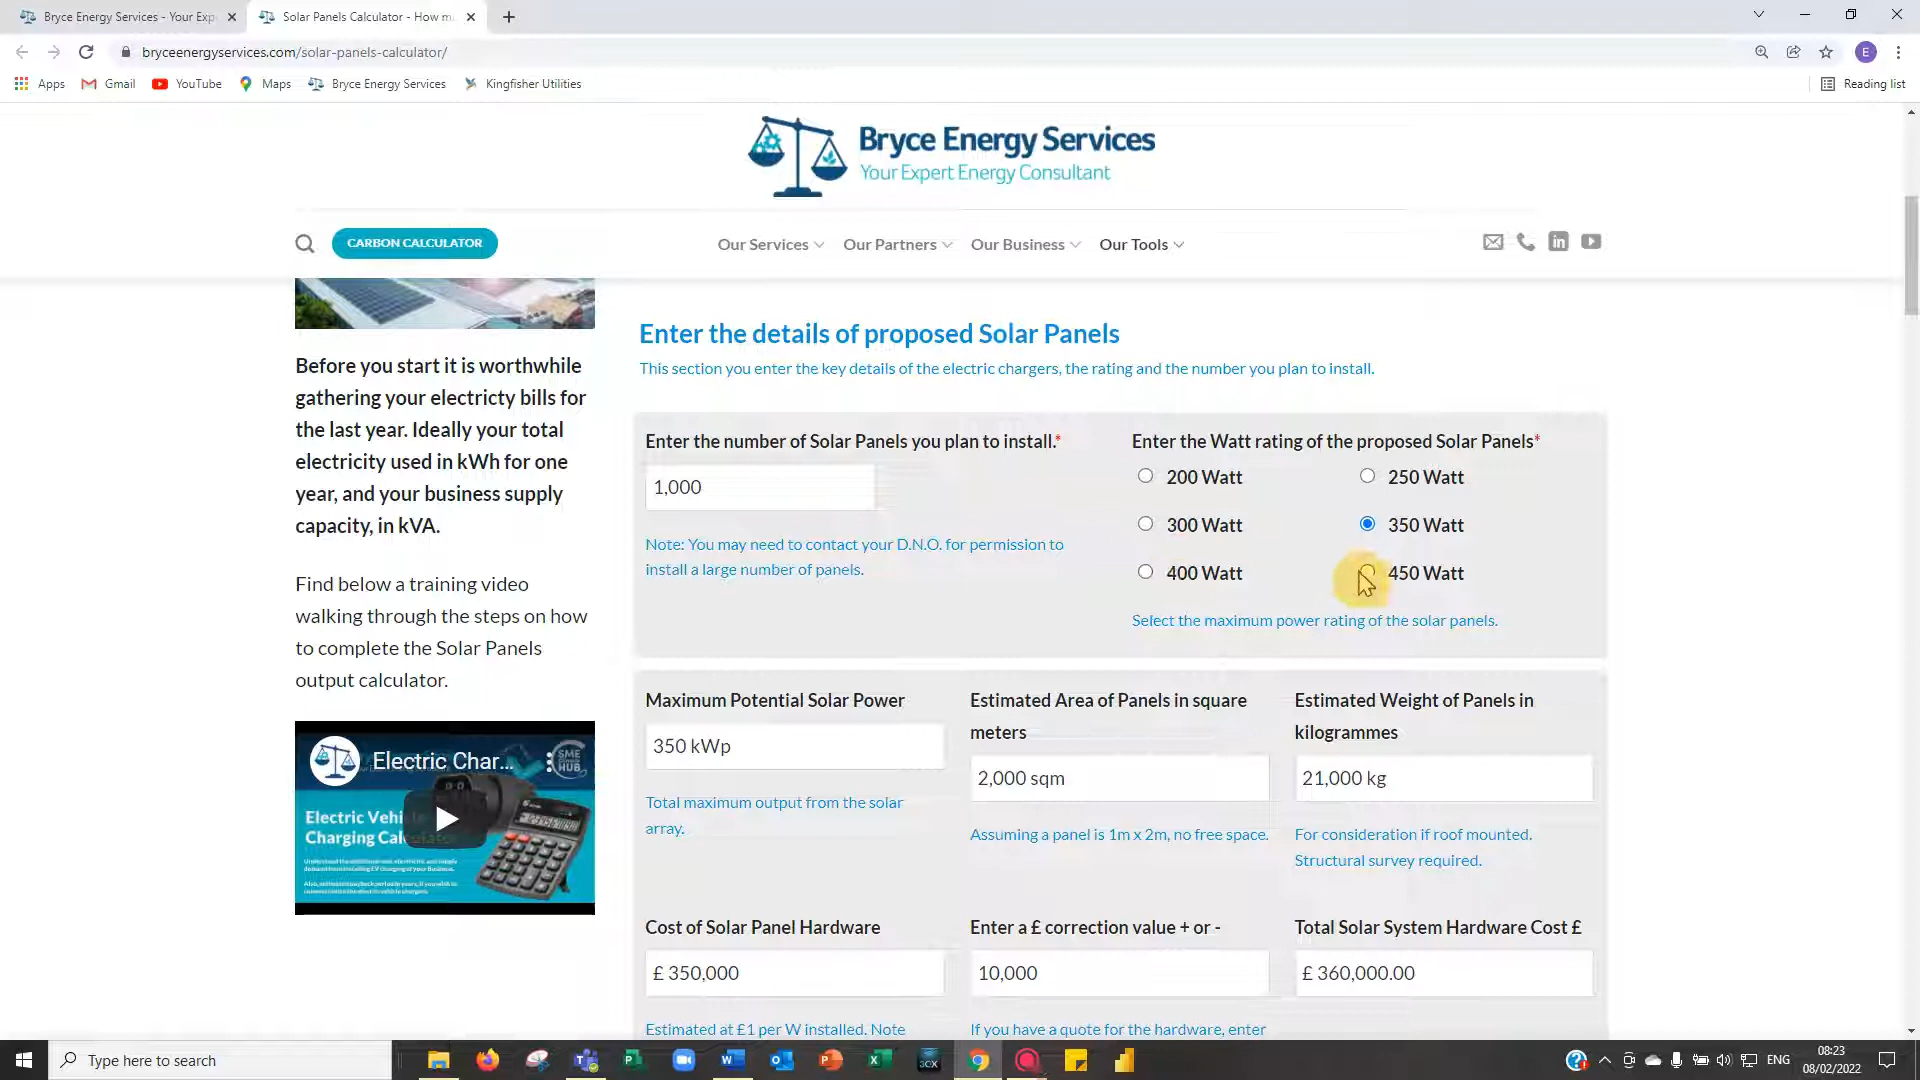 Bryce Energy Services - Your Exp
Solar Panels Calculator - How m
bryceenergyservices.com/solar-panels-calculator/
E
Apps
Gmail
YouTube
Maps
Bryce Energy Services
Kingfisher Utilities
Reading list
Bryce Energy Services
Your Expert Energy Consultant
CARBON CALCULATOR
Our Services
Our Partners
Our Business
Our Tools
Before you start it is worthwhile
gathering your electricty bills for
the last year. Ideally your total
electricity used in kWh for one
year, and your business supply
capacity, in kVA.
Find below a training video
walking through the steps on how
to complete the Solar Panels
output calculator.
Electric Char...
SME
HUB
Electric Vehi
Charging Cal
Enter the details of proposed Solar Panels
This section you enter the key details of the electric chargers, the rating and the number you plan to install.
Enter the number of Solar Panels you plan to install.*
1,000
Note: You may need to contact your D.N.O. for permission to
install a large number of panels.
Enter the Watt rating of the proposed Solar Panels*
200 Watt
250 Watt
300 Watt
350 Watt
400 Watt
450 Watt
Select the maximum power rating of the solar panels.
Maximum Potential Solar Power
350 kWp
Total maximum output from the solar
array.
Estimated Area of Panels in square
meters
2,000 sqm
Assuming a panel is 1m x 2m, no free space.
Estimated Weight of Panels in
kilogrammes
21,000 kg
For consideration if roof mounted.
Structural survey required.
Cost of Solar Panel Hardware
£ 350,000
Estimated at £1 per W installed. Note
Enter a £ correction value + or -
10,000
If you have a quote for the hardware, enter
Total Solar System Hardware Cost £
£ 360,000.00
Type here to search
3CX
ENG
08:23
08/02/2022